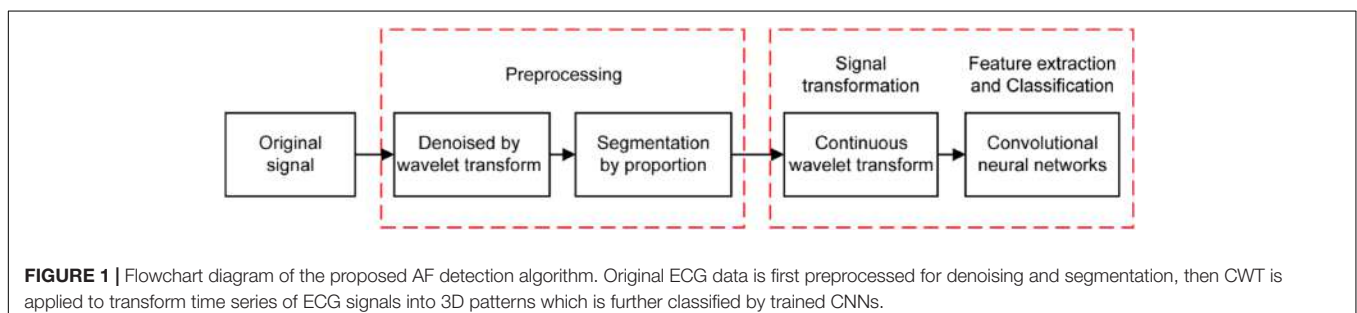 Preprocessing
Signal
transformation
Feature extraction
and Classification
Original
signal
Denoised by
wavelet transform
Segmentation
by proportion
Continuous
wavelet transform
Convolutional
neural networks
FIGURE 1 | Flowchart diagram of the proposed AF detection algorithm. Original ECG data is first preprocessed for denoising and segmentation, then CWT is
applied to transform time series of ECG signals into 3D patterns which is further classified by trained CNNs.